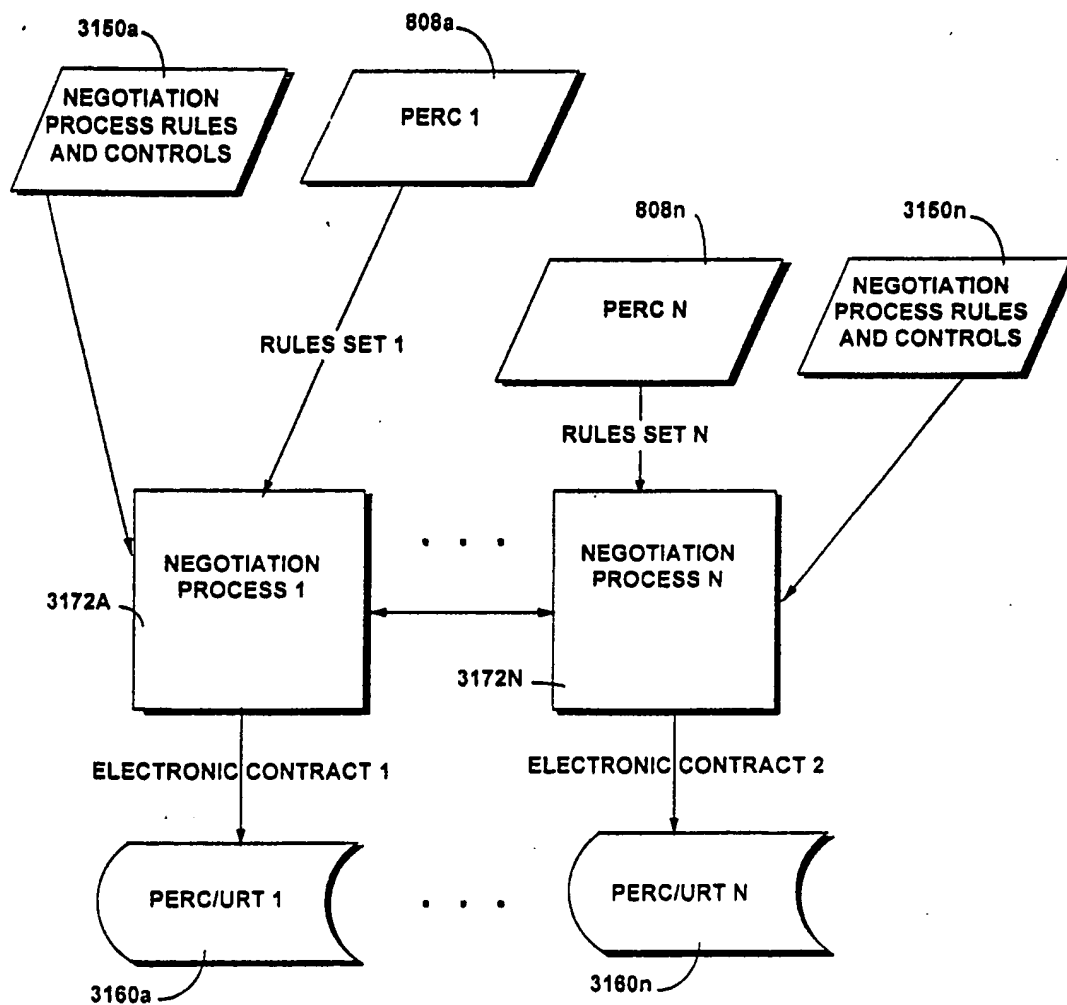 3150a
808a
NEGOTIATION
PROCESS RULES
AND CONTROLS
PERC 1
808n
3150n
PERC N
NEGOTIATION
PROCESS RULES
AND CONTROLS
RULES SET 1
RULES SET N
NEGOTIATION
PROCESS 1
NEGOTIATION
PROCESS N
3172A
3172N
ELECTRONIC CONTRACT 1
ELECTRONIC CONTRACT 2
PERC/URT 1
PERC/URT N
3160a
3160n